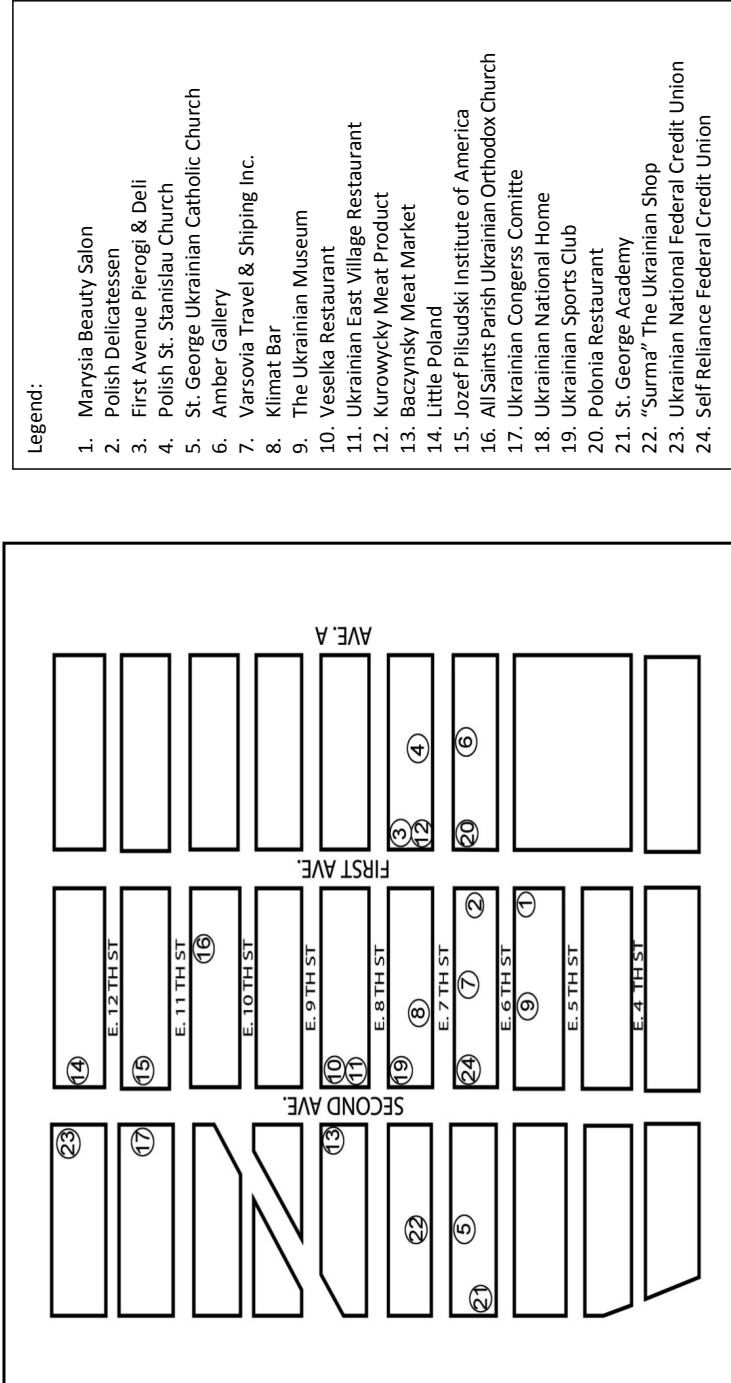 23
14
E. 12 TH ST
17
15
E. 11 TH ST
16
E. 10 TH ST
E. 9 TH ST
13
10
11
SECOND AVE.
FIRST AVE.
AVE. A
E. 8 TH ST
19
3
22
8
12
4
E. 7 TH ST
21
5
24
7
2
20
6
E. 6 TH ST
9
1
E. 5 TH ST
E. 4 TH ST
Legend:
1. Marysia Beauty Salon
2. Polish Delicatessen
3. First Avenue Pierogi & Deli
4. Polish St. Stanislau Church
5. St. George Ukrainian Catholic Church
6. Amber Gallery
7. Varsovia Travel & Shiping Inc.
8. Klimat Bar
9. The Ukrainian Museum
10. Veselka Restaurant
11. Ukrainian East Village Restaurant
12. Kurowycky Meat Product
13. Baczynsky Meat Market
14. Little Poland
15. Jozef Pilsudski Institute of America
16. All Saints Parish Ukrainian Orthodox Church
17. Ukrainian Congerss Comitte
18. Ukrainian National Home
19. Ukrainian Sports Club
20. Polonia Restaurant
21. St. George Academy
22. “Surma” The Ukrainian Shop
23. Ukrainian National Federal Credit Union
24. Self Reliance Federal Credit Union